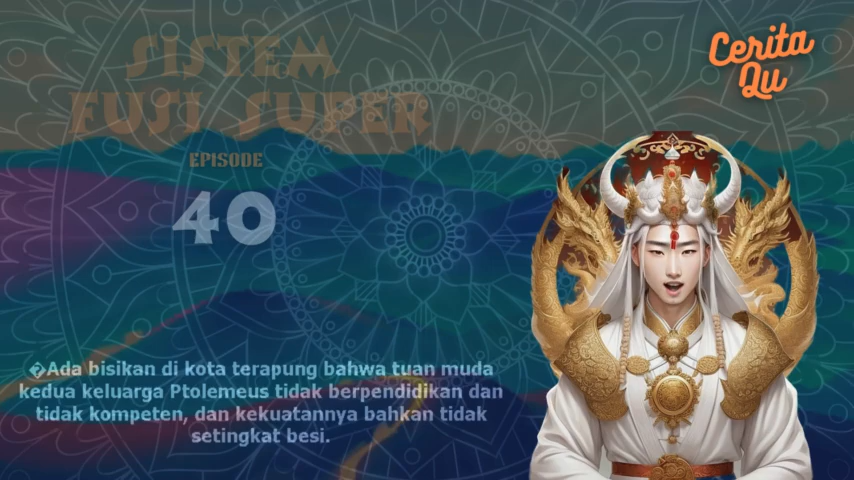 SISTEM
FUSI SUPER
EPISODE
40
Cerita
Qu
�Ada bisikan di kota terapung bahwa tuan muda
kedua keluarga Ptolemeus tidak berpendidikan dan
tidak kompeten, dan kekuatannya bahkan tidak
setingkat besi.